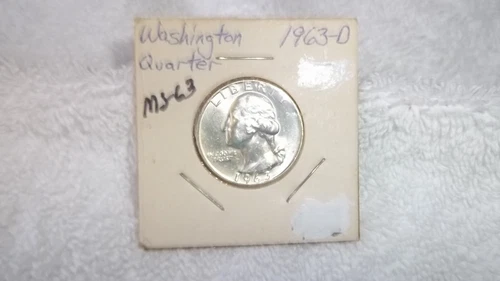 Washington 1963-D
Quarter
MS-63
LIBERTY
1963